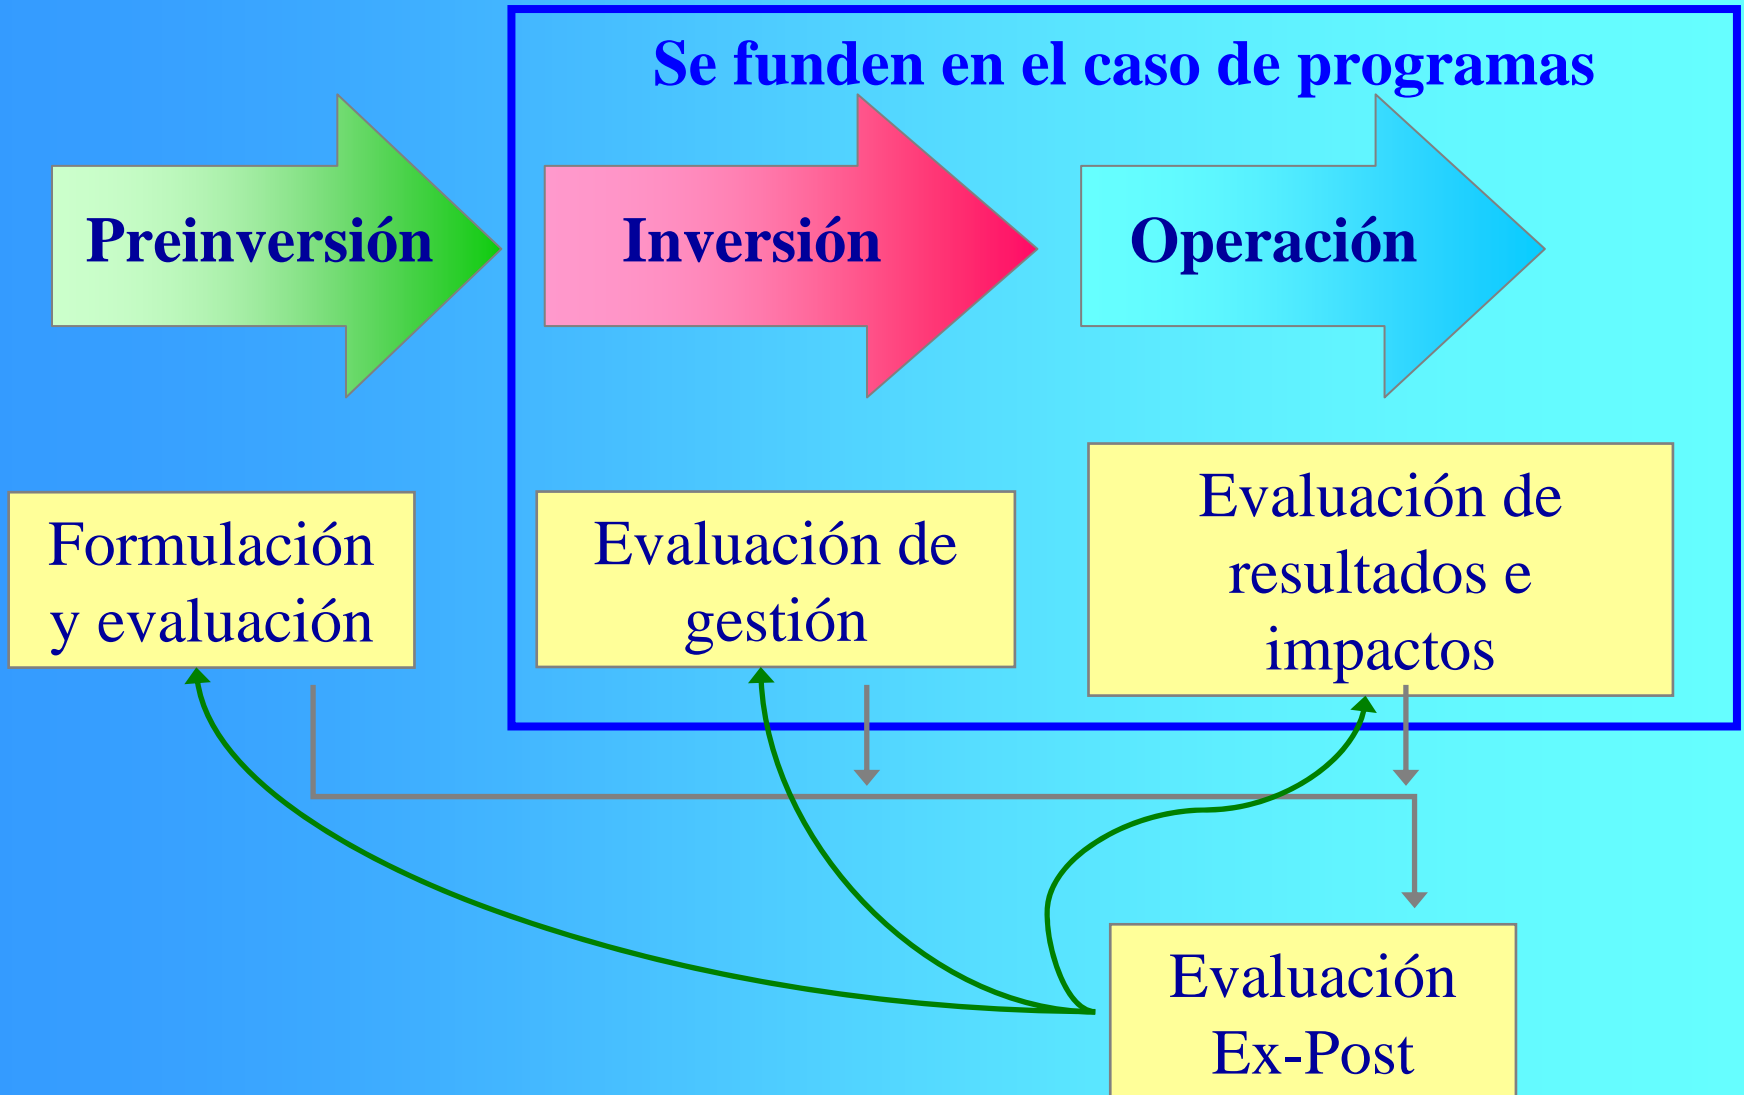 Se funden en el caso de programas
Preinversión
Inversión
Operación
Formulación
y evaluación
Evaluación de
gestión
Evaluación de
resultados e
impactos
Evaluación
Ex-Post